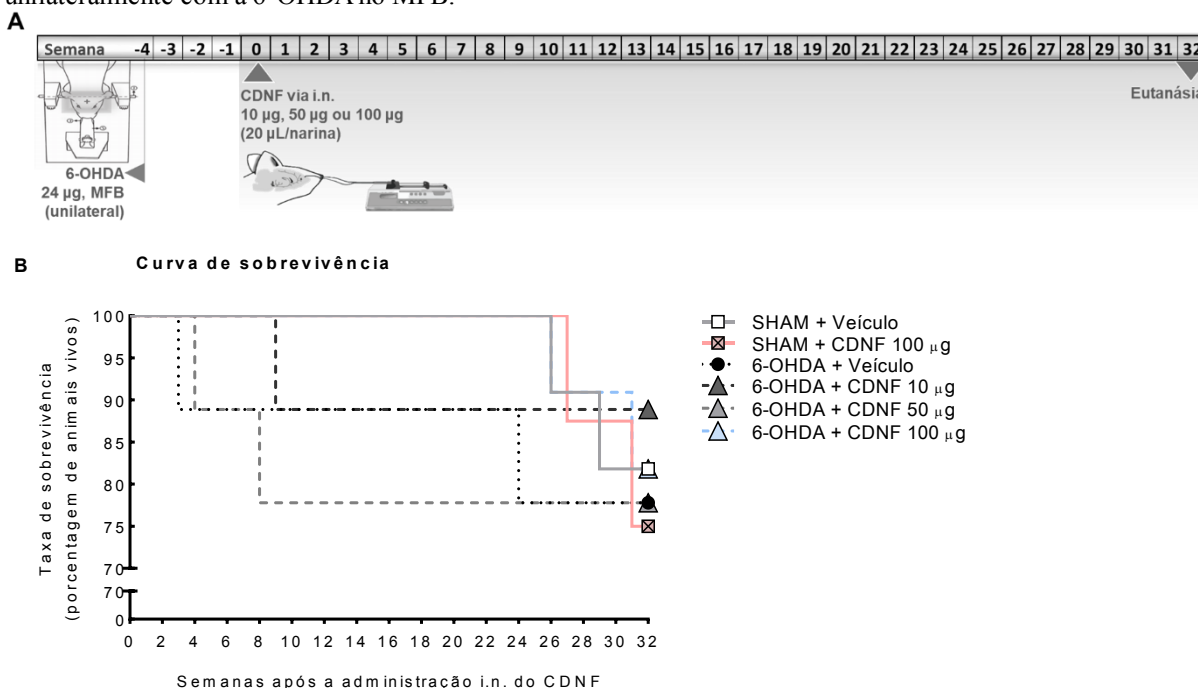 unilateralmente com a 6-OHDA no MFB.
A
Semana -4 -3 -2 -1 0 1 2 3 4 5 6 7 8 9 10 11 12 13 16 17 18 19 20 21 22 23 24 25 26 27 28 29 30 31 32
CDNF via i.n.
10 µg, 50 µg ou 100 µg
(20 µL/narina)
Eutanásia
6-OHDA
24 µg, MFB
(unilateral)
B
Curva de sobrevivência
Taxa de sobrevivência
(porcentagem de animais vivos)
100
95
90
85
80
75
70
70
0
0 2 4 6 8 10 12 14 16 18 20 22 24 26 28 30 32
Semanas após a administração i.n. do CDNF
SHAM + Veículo
SHAM + CDNF 100 µg
6-OHDA + Veículo
6-OHDA + CDNF 10 µg
6-OHDA + CDNF 50 µg
6-OHDA + CDNF 100 µg